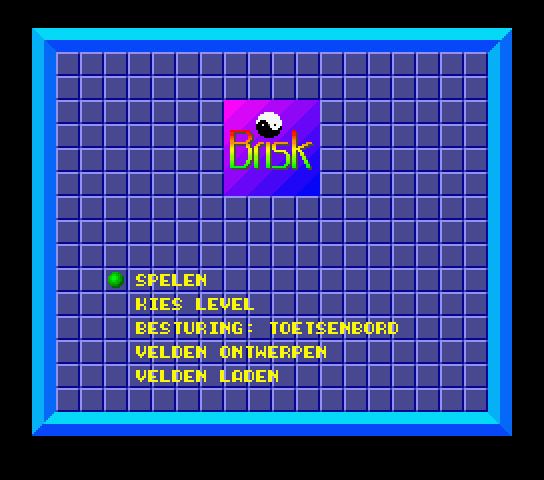 Brisk
SPELEN
KIES LEVEL
BESTURING: TOETSENBORD
VELDEN ONTWERPEN
VELDEN LADEN